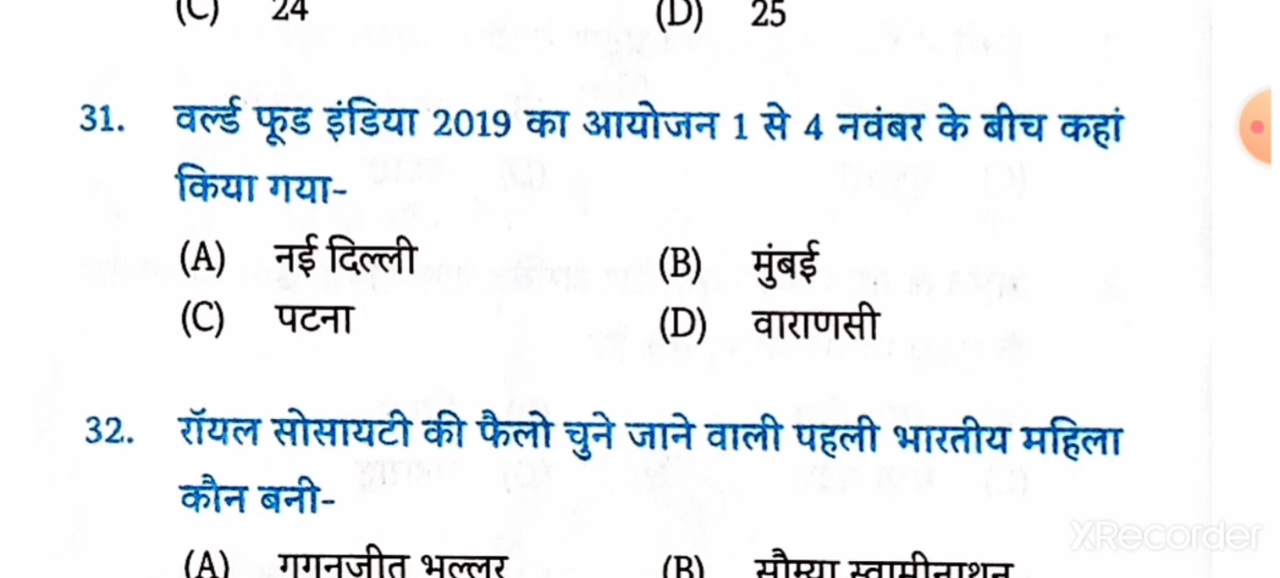 (C) 24 (D) 25
31. वर्ल्ड फूड इंडिया 2019 का आयोजन 1 से 4 नवंबर के बीच कहां
किया गया-
(A) नई दिल्ली (B) मुंबई
(C) पटना (D) वाराणसी
32. रॉयल सोसायटी की फैलो चुने जाने वाली पहली भारतीय महिला
कौन बनी-
(A) गगनजीत भुल्लर (B) सौम्या स्वामीनाथन
XRecorder